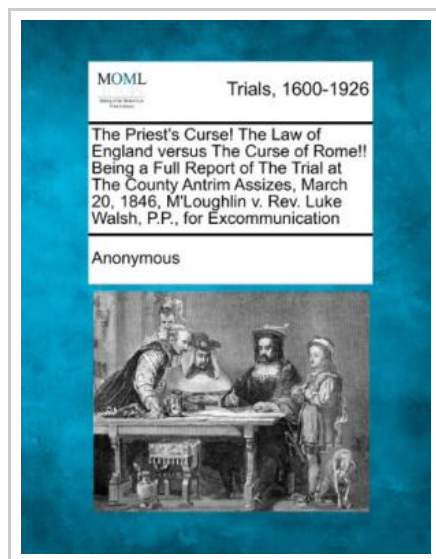 MOML
Trials, 1600-1926
The Priest's Curse! The Law of
England versus The Curse of Rome!!
Being a Full Report of The Trial at
The County Antrim Assizes, March
20, 1846, M'Loughlin v. Rev. Luke
Walsh, P.P., for Excommunication
Anonymous